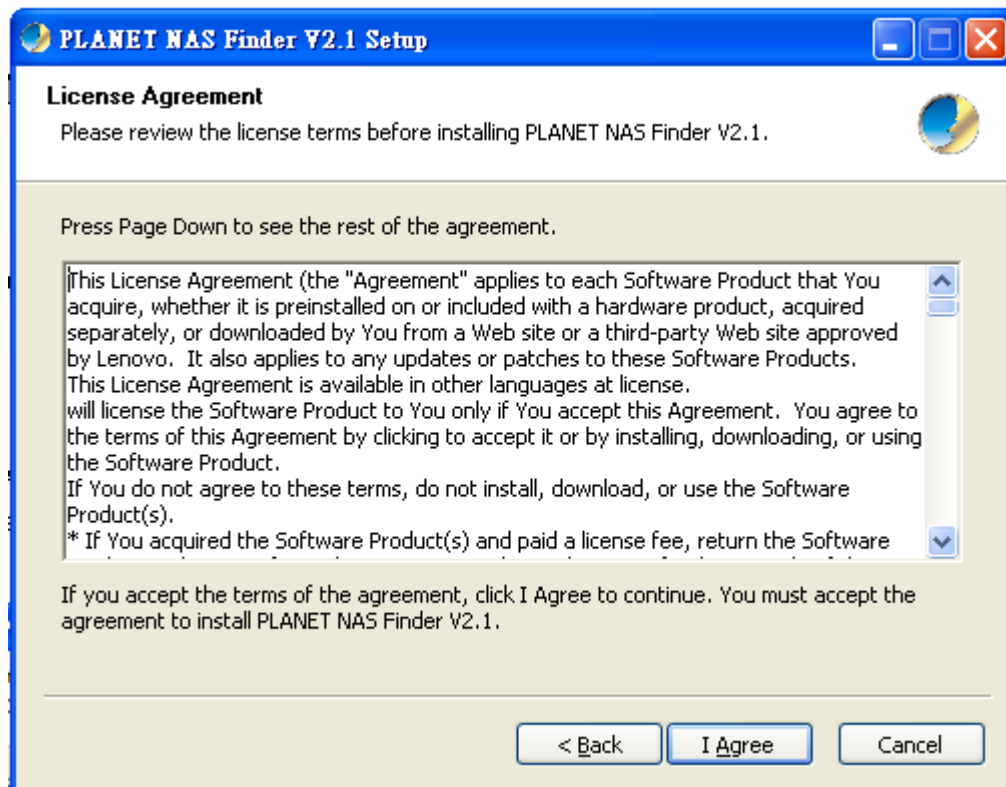 PLANET NAS Finder V2.1 Setup
License Agreement
Please review the license terms before installing PLANET NAS Finder V2.1.
Press Page Down to see the rest of the agreement.
This License Agreement (the "Agreement" applies to each Software Product that You
acquire, whether it is preinstalled on or included with a hardware product, acquired
separately, or downloaded by You from a Web site or a third-party Web site approved
by Lenovo.  It also applies to any updates or patches to these Software Products.
This License Agreement is available in other languages at license.
will license the Software Product to You only if You accept this Agreement.  You agree to
the terms of this Agreement by clicking to accept it or by installing, downloading, or using
the Software Product.
If You do not agree to these terms, do not install, download, or use the Software
Product(s).
* If You acquired the Software Product(s) and paid a license fee, return the Software
If you accept the terms of the agreement, click I Agree to continue. You must accept the
agreement to install PLANET NAS Finder V2.1.
< Back
I Agree
Cancel